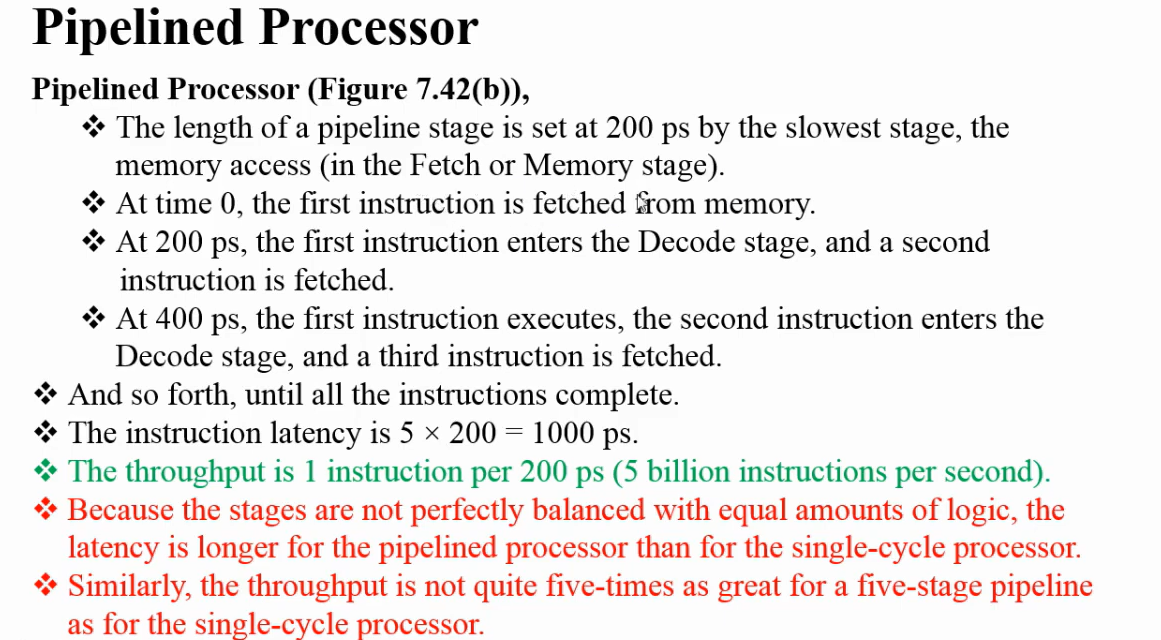 Pipelined Processor
Pipelined Processor (Figure 7.42(b)),
❖ The length of a pipeline stage is set at 200 ps by the slowest stage, the
memory access (in the Fetch or Memory stage).
❖ At time 0, the first instruction is fetched from memory.
❖ At 200 ps, the first instruction enters the Decode stage, and a second
instruction is fetched.
❖ At 400 ps, the first instruction executes, the second instruction enters the
Decode stage, and a third instruction is fetched.
❖ And so forth, until all the instructions complete.
❖ The instruction latency is 5 × 200 = 1000 ps.
❖ The throughput is 1 instruction per 200 ps (5 billion instructions per second).
❖ Because the stages are not perfectly balanced with equal amounts of logic, the
latency is longer for the pipelined processor than for the single-cycle processor.
❖ Similarly, the throughput is not quite five-times as great for a five-stage pipeline
as for the single-cycle processor.